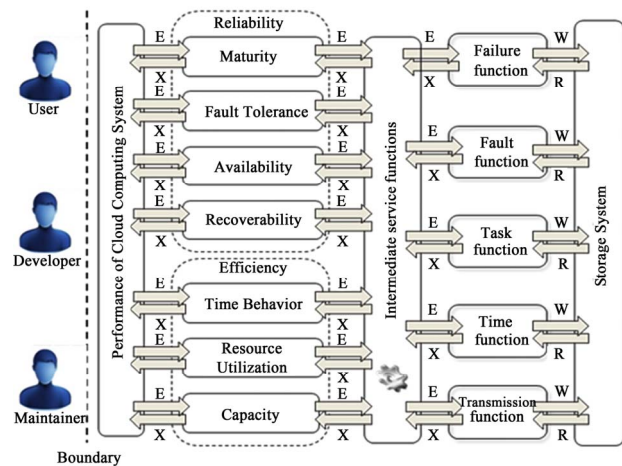 User
Developer
Maintainer
Boundary
Performance of Cloud Computing System
Reliability
E
Maturity
E
X
X
E
Fault Tolerance
E
X
X
E
Availability
E
X
X
E
Recoverability
E
X
X
Efficiency
E
Time Behavior
E
X
X
E
Resource
Utilization
E
X
X
E
Capacity
E
X
X
Intermediate service functions
E
Failure
function
W
X
R
E
Fault
function
W
X
R
E
Task
function
W
X
R
E
Time
function
W
X
R
E
Transmission
function
W
X
R
Storage System